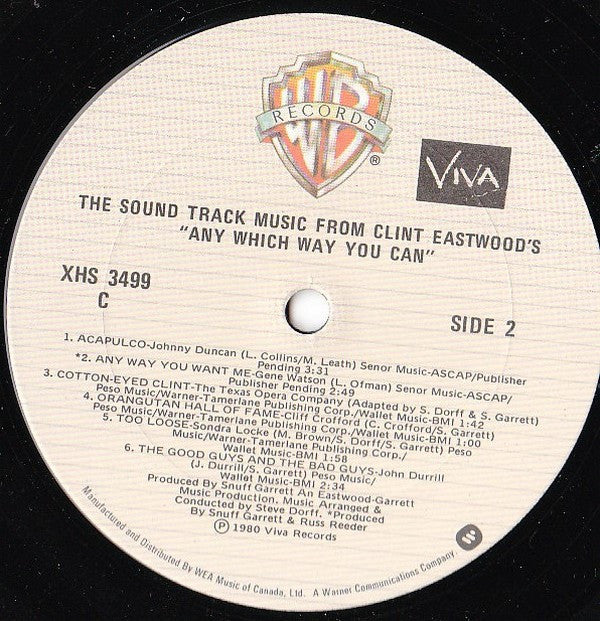 WB
RECORDS
®
VIVA
THE SOUND TRACK MUSIC FROM CLINT EASTWOOD'S
"ANY WHICH WAY YOU CAN"
XHS 3499
C
SIDE 2
1. ACAPULCO-Johnny Duncan (L. Collins/M. Leath) Senor Music-ASCAP/Publisher
Pending 3:31
*2. ANY WAY YOU WANT ME-Gene Watson (L. Ofman) Senor Music-ASCAP/
Publisher Pending 2:49
3. COTTON-EYED CLINT-The Texas Opera Company (Adapted by S. Dorff & S. Garrett)
Peso Music/Warner-Tamerlane Publishing Corp./Wallet Music-BMI 1:42
4. ORANGUTAN HALL OF FAME-Cliff Crofford (C. Crofford/S. Garrett)
Peso Music/Warner-Tamerlane Publishing Corp./Wallet Music-BMI 1:00
5. TOO LOOSE-Sondra Locke (M. Brown/S. Dorff/S. Garrett) Peso
Music/Warner-Tamerlane Publishing Corp./
Wallet Music-BMI 1:58
6. THE GOOD GUYS AND THE BAD GUYS-John Durrill
(J. Durrill/S. Garrett) Peso Music/
Wallet Music-BMI 2:34
Produced By Snuff Garrett An Eastwood-Garrett
Music Production. Music Arranged &
Conducted by Steve Dorff. *Produced
By Snuff Garrett & Russ Reeder
℗ 1980 Viva Records
Manufactured and Distributed By WEA Music of Canada, Ltd. A Warner Communications Company.